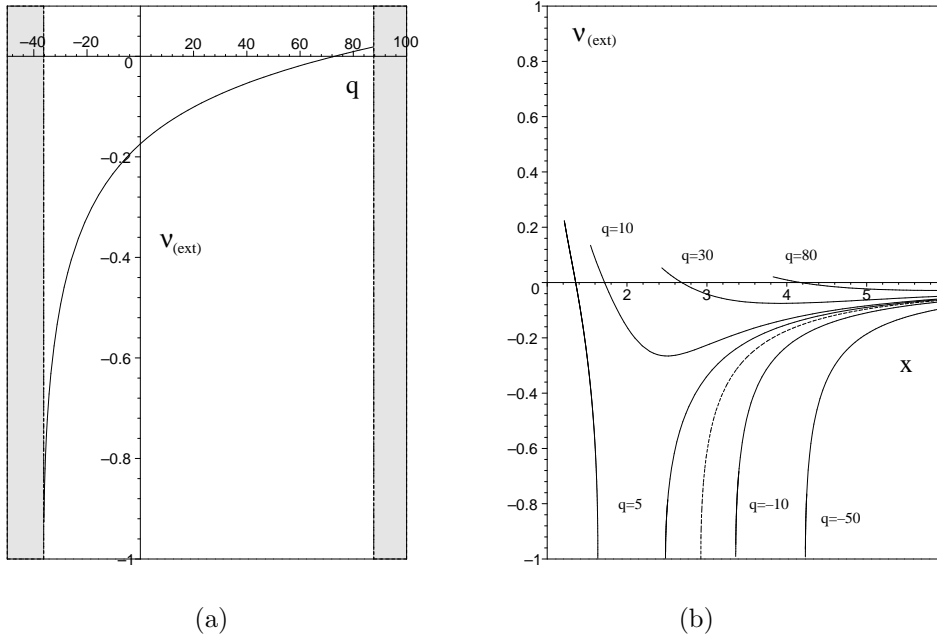 –40 –20 20 40 60 80 100
0
q
–0.2
ν(ext)
–0.4
–0.6
–0.8
–1
(a)
1
ν(ext)
0.8
0.6
0.4
0.2
q=10
q=30
q=80
0
2 3 4 5
–0.2
x
–0.4
–0.6
–0.8
q=5
q=–10
q=–50
–1
(b)